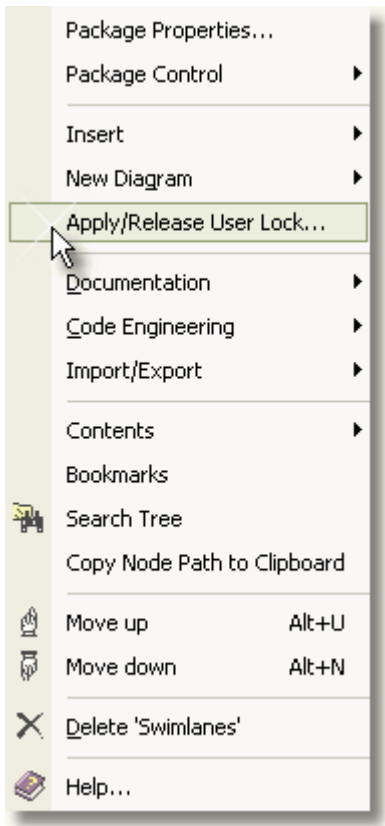 Package Properties...
Package Control
Insert
New Diagram
Apply/Release User Lock...
Documentation
Code Engineering
Import/Export
Contents
Bookmarks
Search Tree
Copy Node Path to Clipboard
Move up Alt+U
Move down Alt+N
Delete 'Swimlanes'
Help...